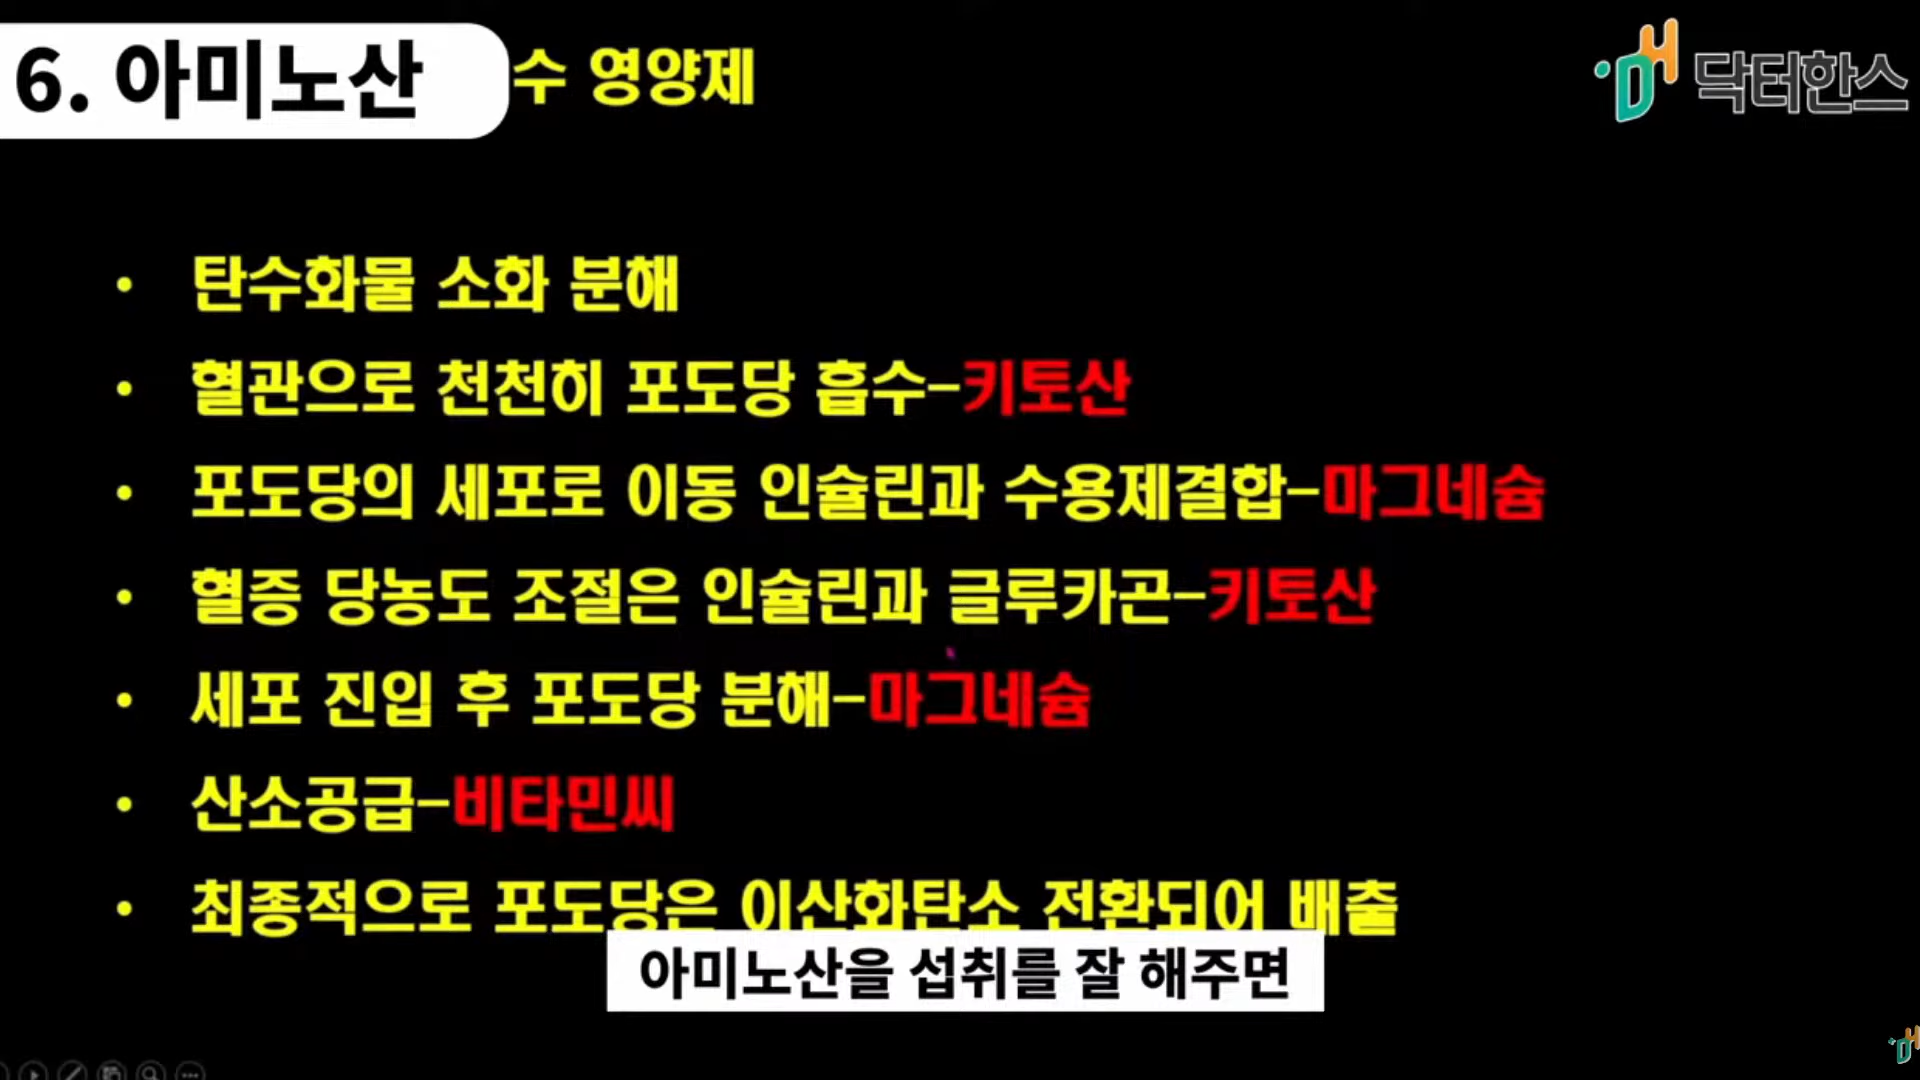 6. 아미노산
수 영양제
닥터한스
• 탄수화물 소화 분해
• 혈관으로 천천히 포도당 흡수-키토산
• 포도당의 세포로 이동 인슐린과 수용제결합-마그네슘
• 혈중 당농도 조절은 인슐린과 글루카곤-키토산
• 세포 진입 후 포도당 분해-마그네슘
• 산소공급-비타민씨
• 최종적으로 포도당은 이산화탄소 전환되어 배출
아미노산을 섭취를 잘 해주면